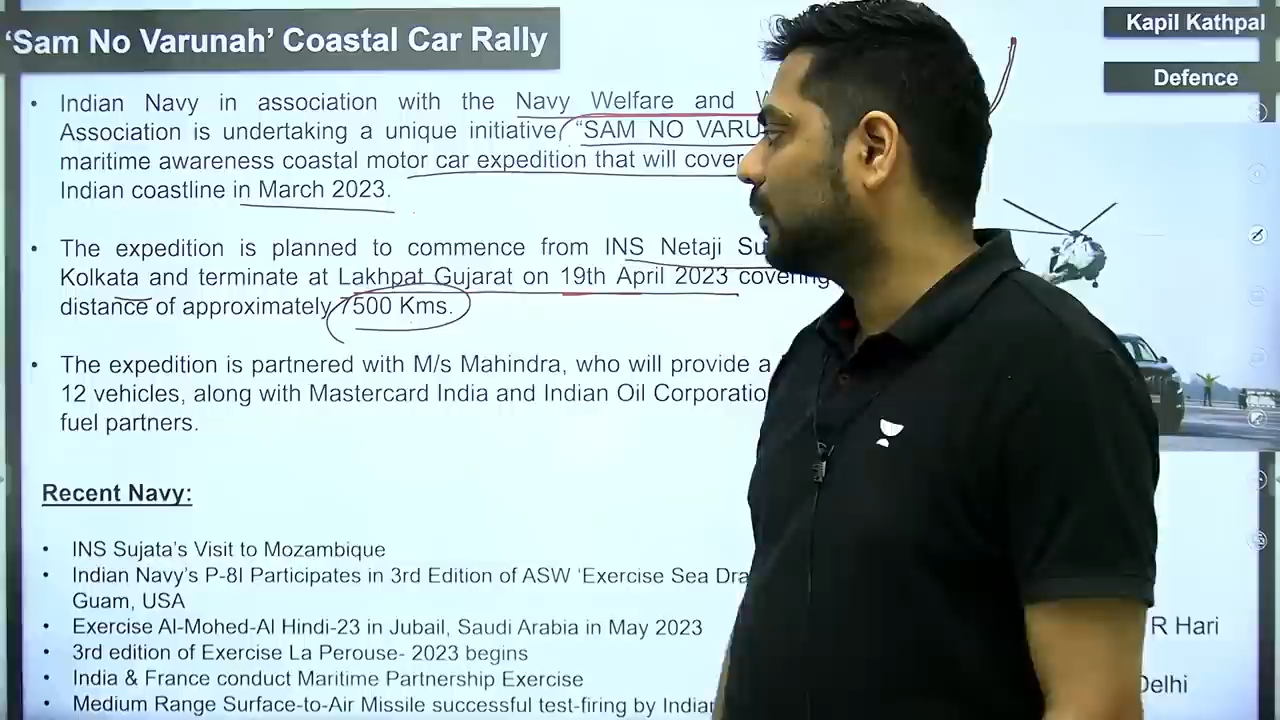 ‘Sam No Varunah’ Coastal Car Rally
Kapil Kathpal
Defence
• Indian Navy in association with the Navy Welfare and
Association is undertaking a unique initiative “SAM NO
maritime awareness coastal motor car expedition that will cover
Indian coastline in March 2023.
• The expedition is planned to commence from INS Netaji
Kolkata and terminate at Lakhpat Gujarat on 19th April 2023 covering
distance of approximately 7500 Kms.
• The expedition is partnered with M/s Mahindra, who will provide a
12 vehicles, along with Mastercard India and Indian Oil
fuel partners.
Recent Navy:
• INS Sujata’s Visit to Mozambique
• Indian Navy’s P-8I Participates in 3rd Edition of ASW ‘Exercise Sea
Guam, USA
• Exercise Al-Mohed-Al Hindi-23 in Jubail, Saudi Arabia in May 2023
• 3rd edition of Exercise La Perouse- 2023 begins
• India & France conduct Maritime Partnership Exercise
• Medium Range Surface-to-Air Missile successful test-firing by
R Hari
Delhi